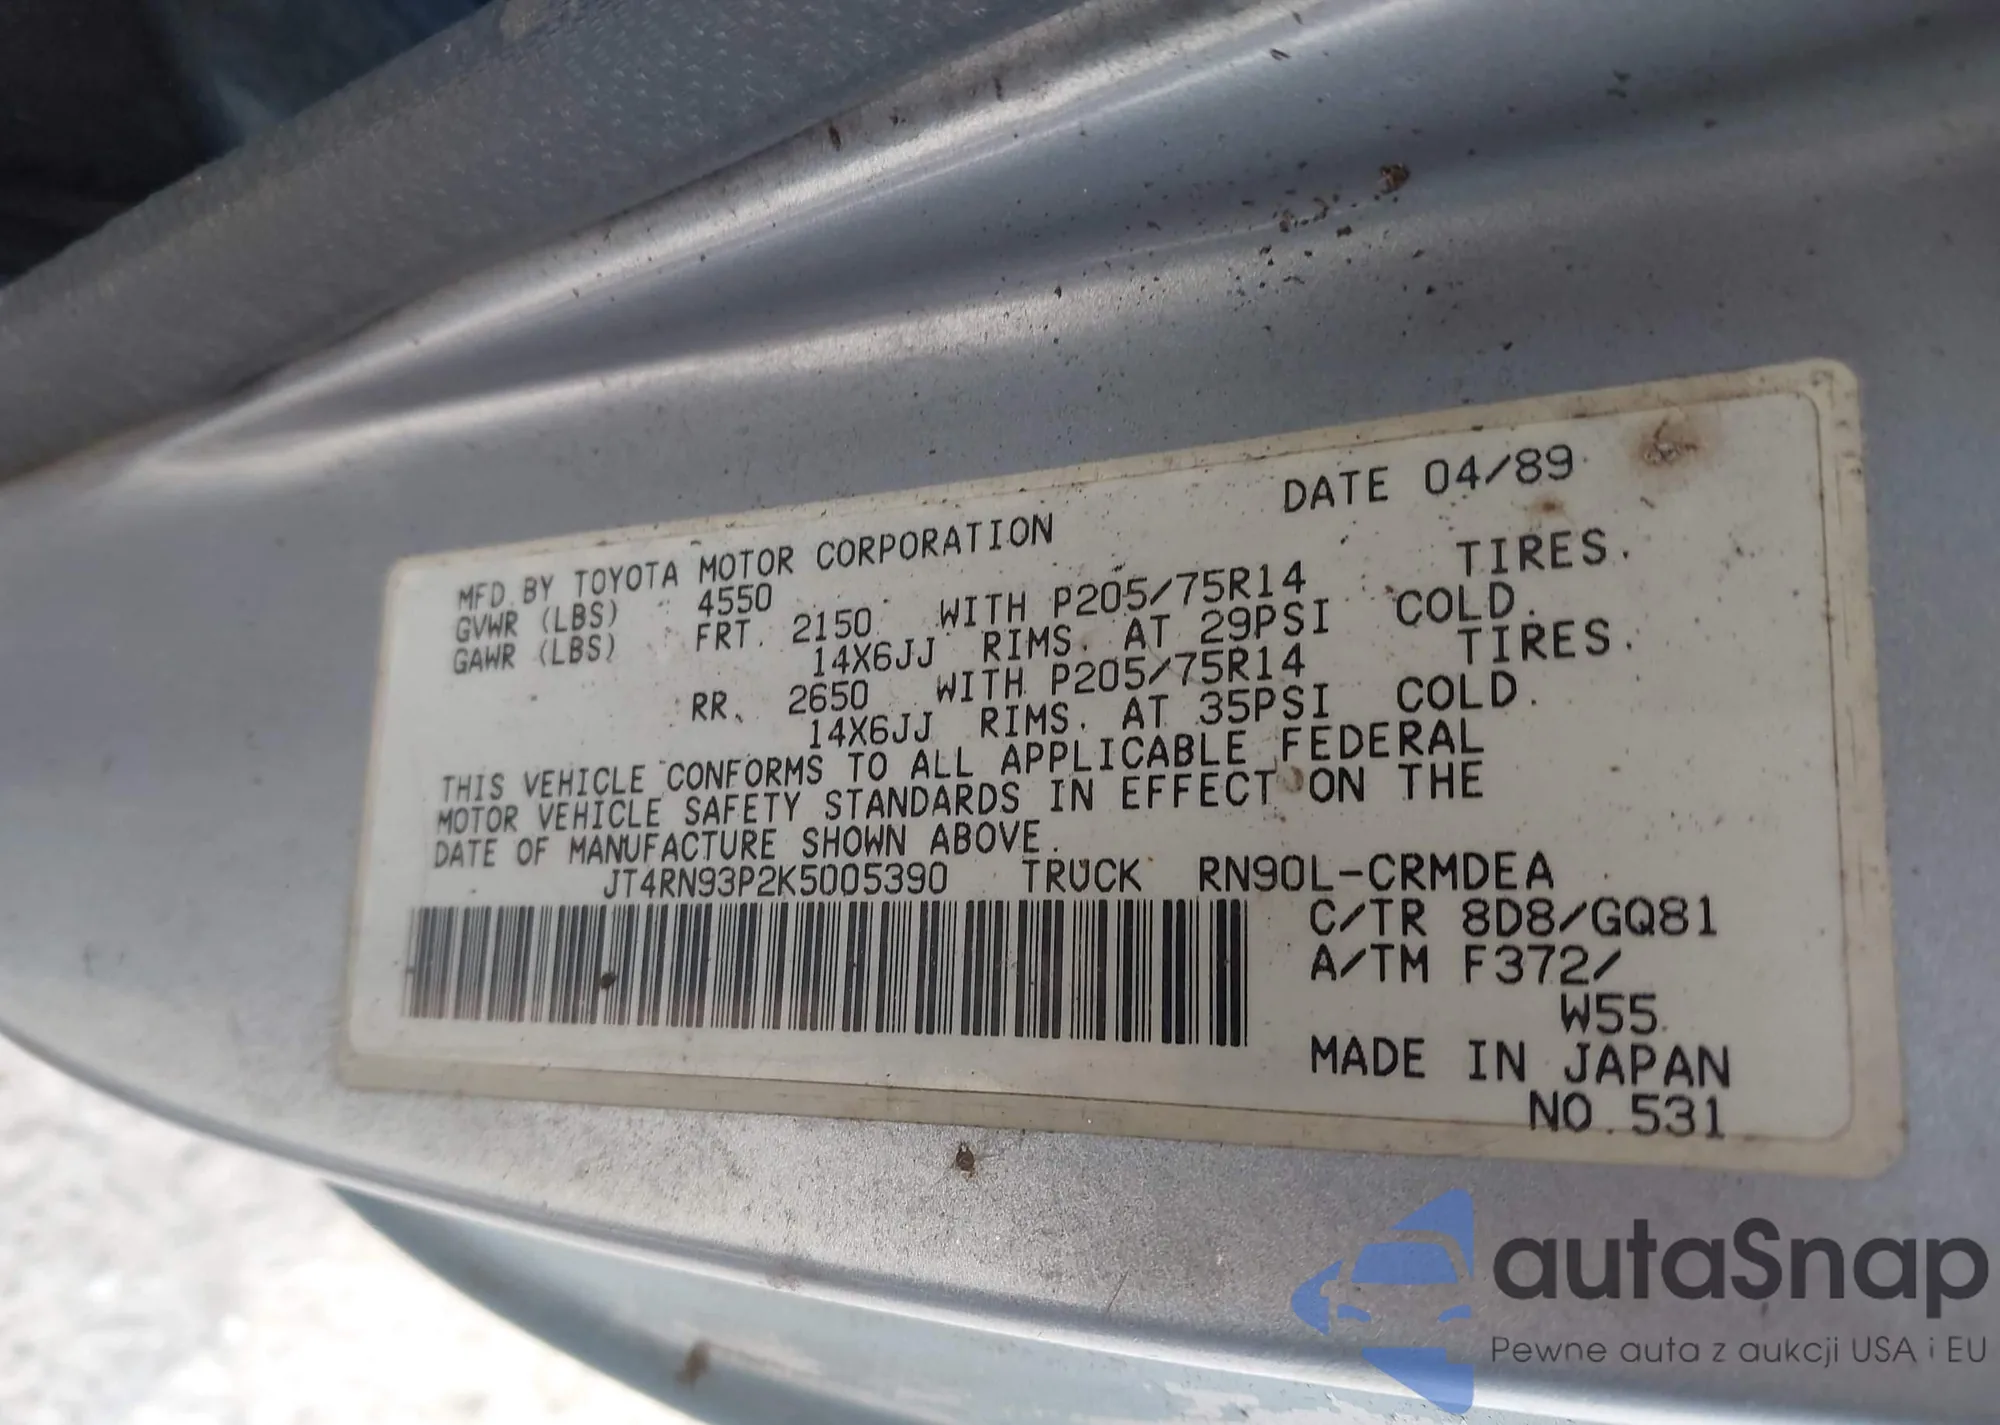 DATE 04/89
MFD. BY TOYOTA MOTOR CORPORATION
GVWR (LBS) : 4550
GAWR (LBS) FRT. 2150 WITH P205/75R14 TIRES.
14X6JJ RIMS. AT 29PSI COLD.
RR. 2650 WITH P205/75R14 TIRES.
14X6JJ RIMS. AT 35PSI COLD.
THIS VEHICLE CONFORMS TO ALL APPLICABLE FEDERAL
MOTOR VEHICLE SAFETY STANDARDS IN EFFECT ON THE
DATE OF MANUFACTURE SHOWN ABOVE.
JT4RN93P2K5005390 TRUCK RN90L-CRMDEA
C/TR 8D8/GQ81
A/TM F372/
W55
MADE IN JAPAN
NO.531
autaSnap
Pewne auta z aukcji USA i EU